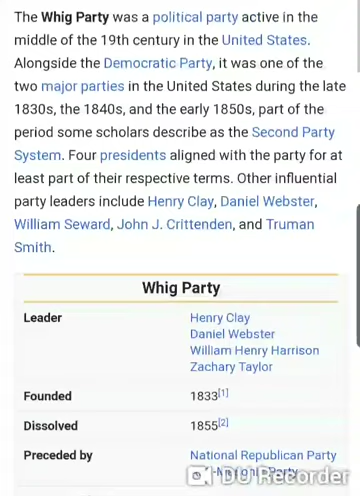 The Whig Party was a political party active in the
middle of the 19th century in the United States.
Alongside the Democratic Party, it was one of the
two major parties in the United States during the late
1830s, the 1840s, and the early 1850s, part of the
period some scholars describe as the Second Party
System. Four presidents aligned with the party for at
least part of their respective terms. Other influential
party leaders include Henry Clay, Daniel Webster,
William Seward, John J. Crittenden, and Truman
Smith.
Whig Party
Leader Henry Clay
Daniel Webster
William Henry Harrison
Zachary Taylor
Founded 1833[1]
Dissolved 1855[2]
Preceded by National Republican Party
Party
DU Recorder